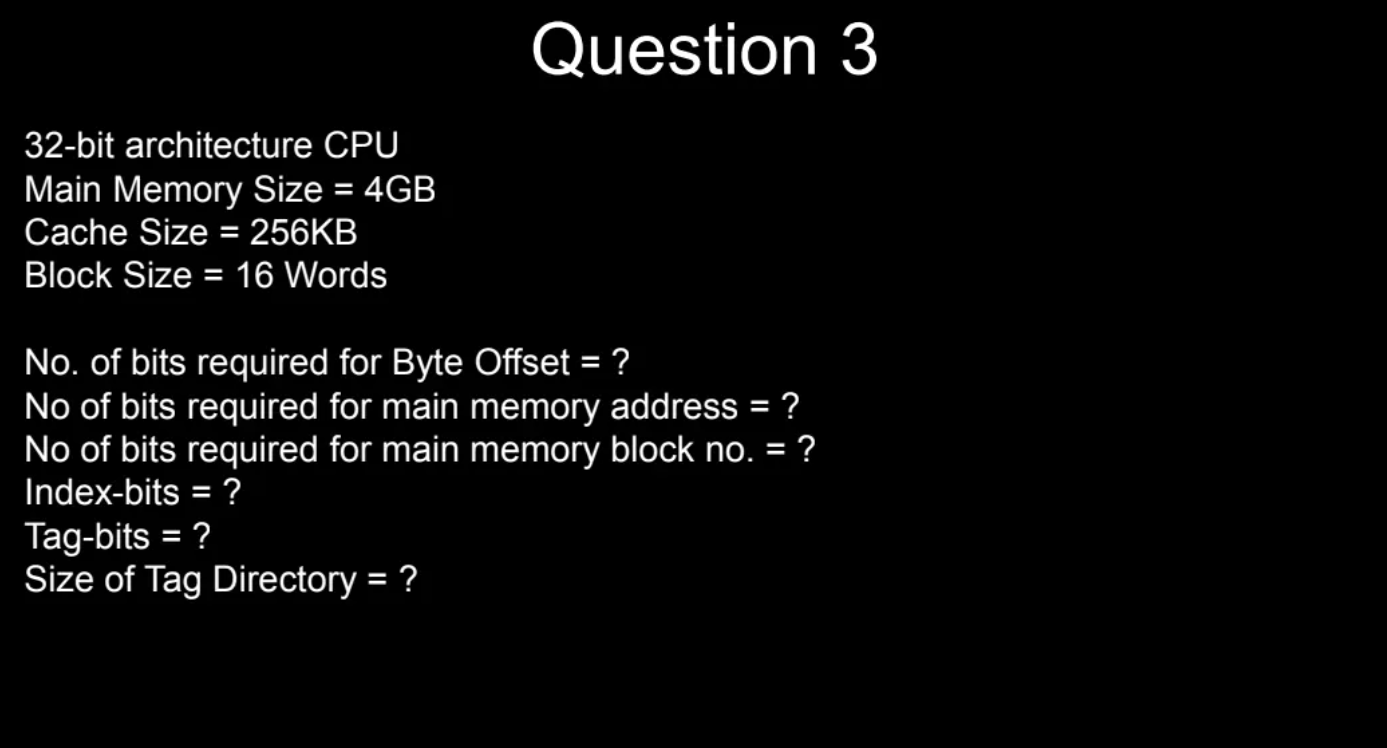 Question 3
32-bit architecture CPU
Main Memory Size = 4GB
Cache Size = 256KB
Block Size = 16 Words
No. of bits required for Byte Offset = ?
No of bits required for main memory address = ?
No of bits required for main memory block no. = ?
Index-bits = ?
Tag-bits = ?
Size of Tag Directory = ?